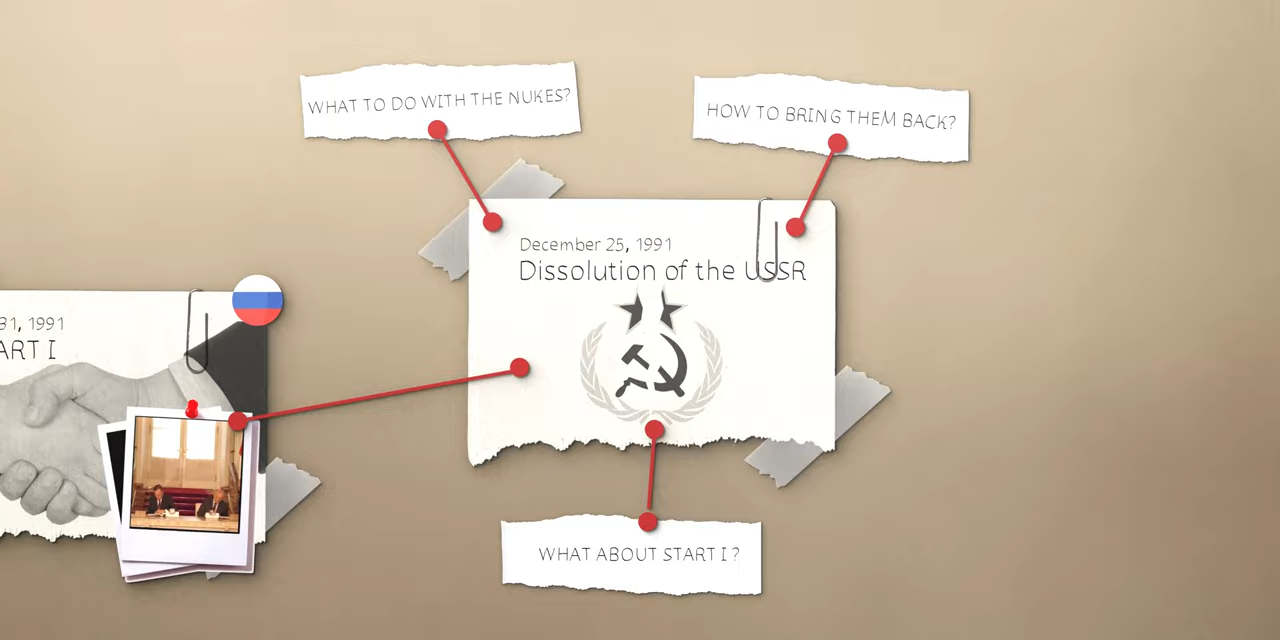 WHAT TO DO WITH THE NUKES?
HOW TO BRING THEM BACK?
December 25, 1991
Dissolution of the USSR
31, 1991
ART I
WHAT ABOUT START I?